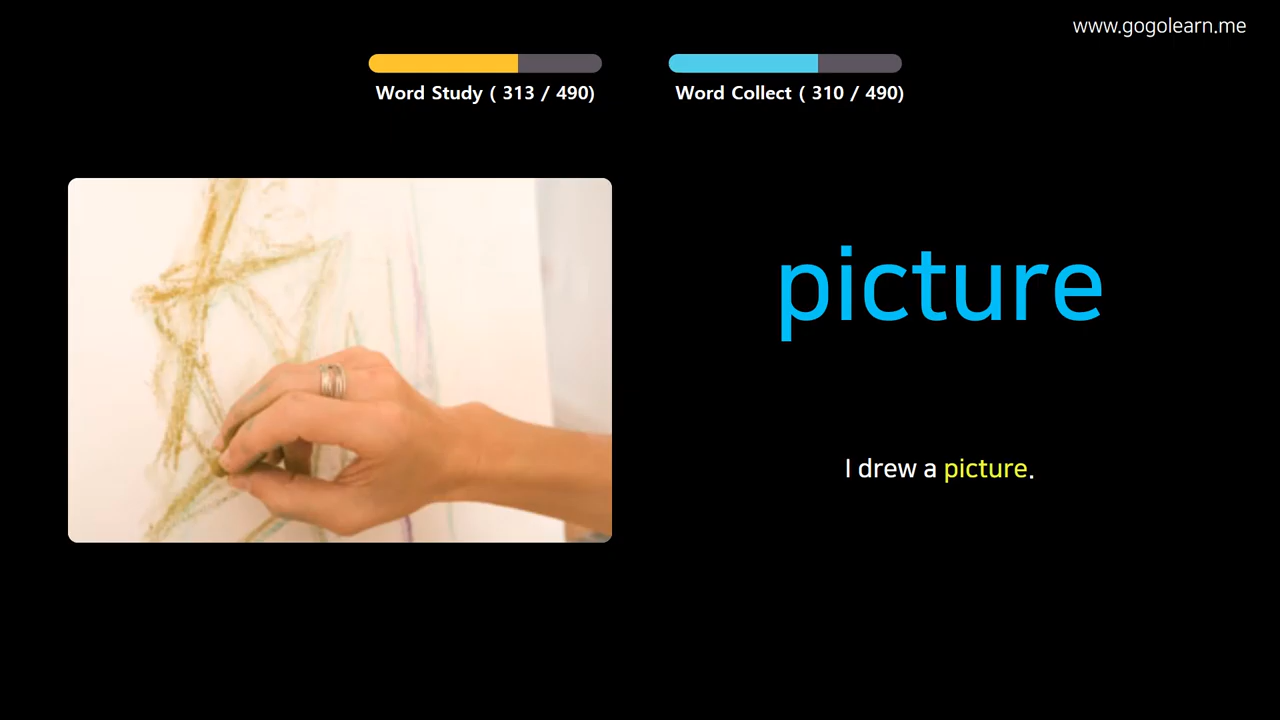 www.gogolearn.me
Word Study ( 313 / 490)
Word Collect ( 310 / 490)
picture
I drew a picture.